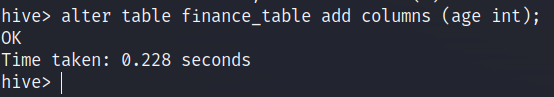 hive> alter table finance_table add columns (age int);
OK
Time taken: 0.228 seconds
hive>